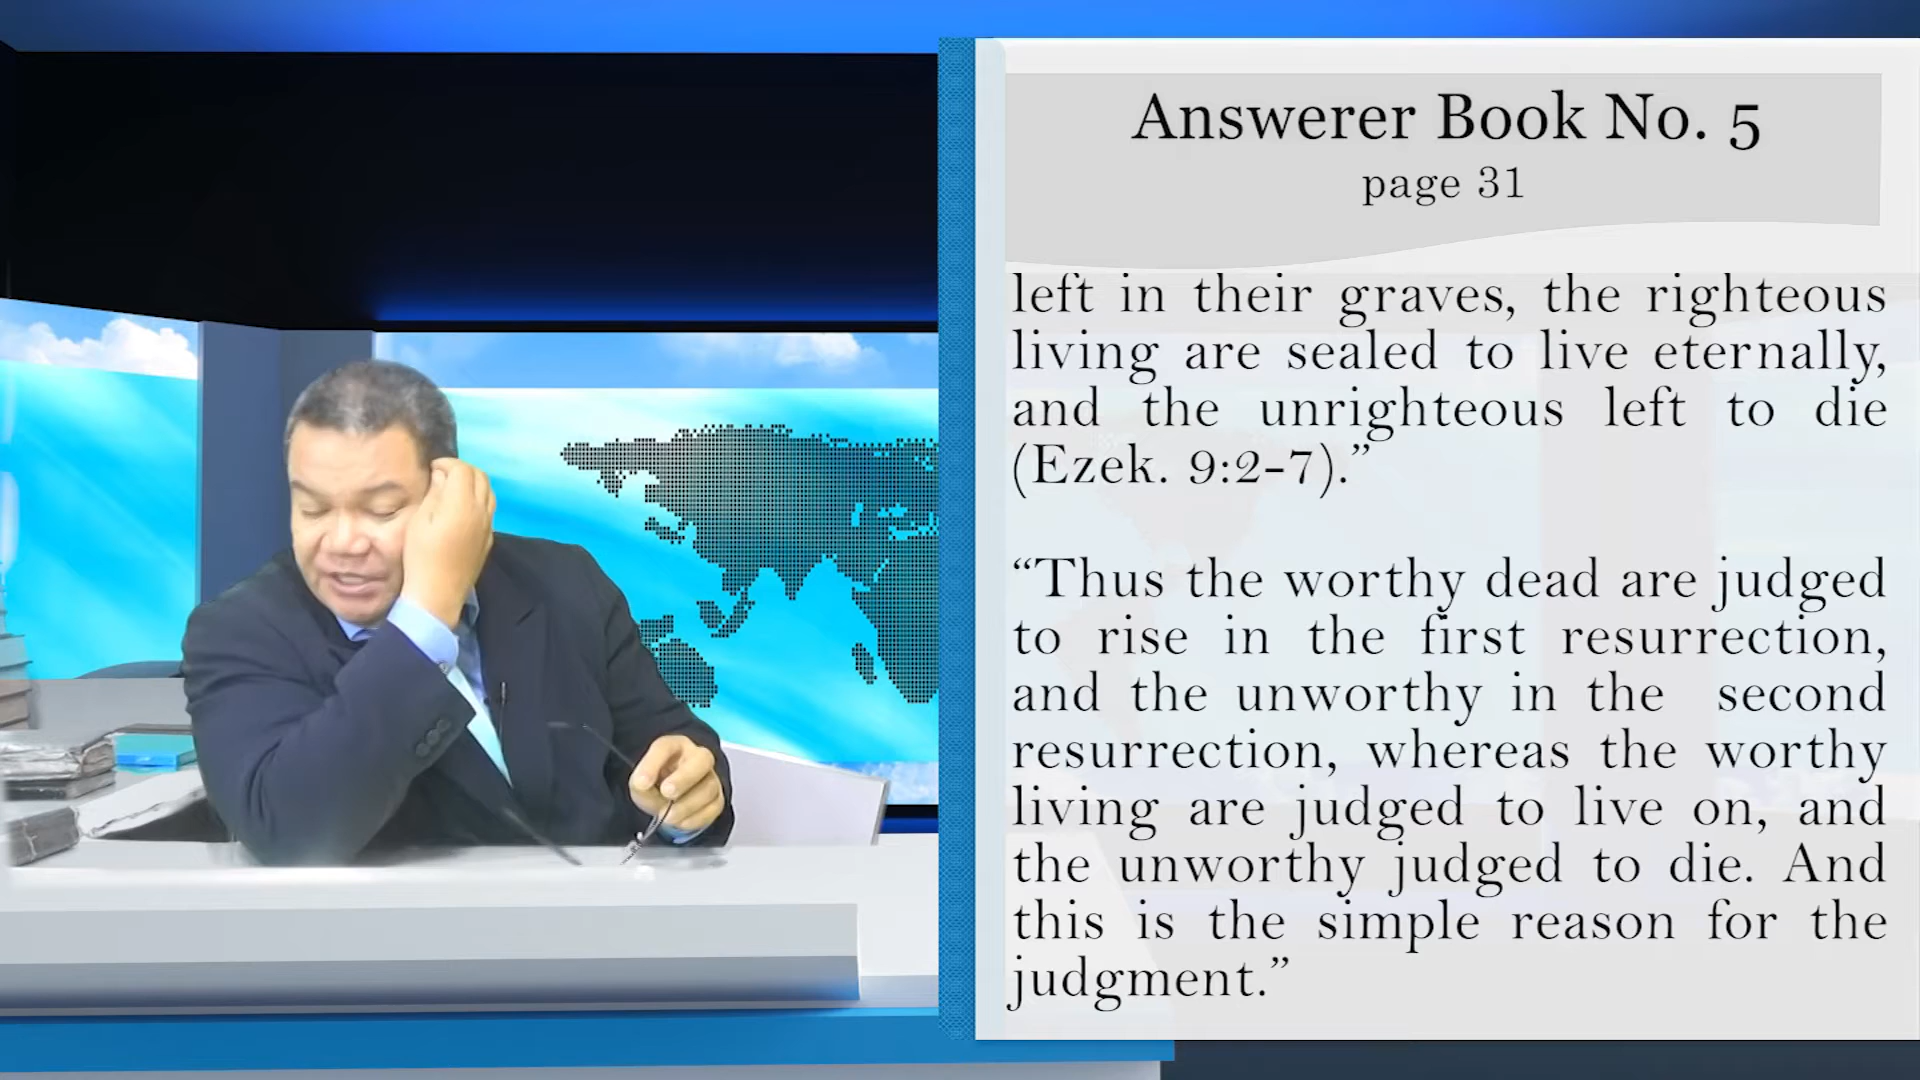 Answerer Book No. 5
page 31
left in their graves, the righteous
living are sealed to live eternally,
and the unrighteous left to die
(Ezek. 9:2-7).”
“Thus the worthy dead are judged
to rise in the first resurrection,
and the unworthy in the second
resurrection, whereas the worthy
living are judged to live on, and
the unworthy judged to die. And
this is the simple reason for the
judgment.”